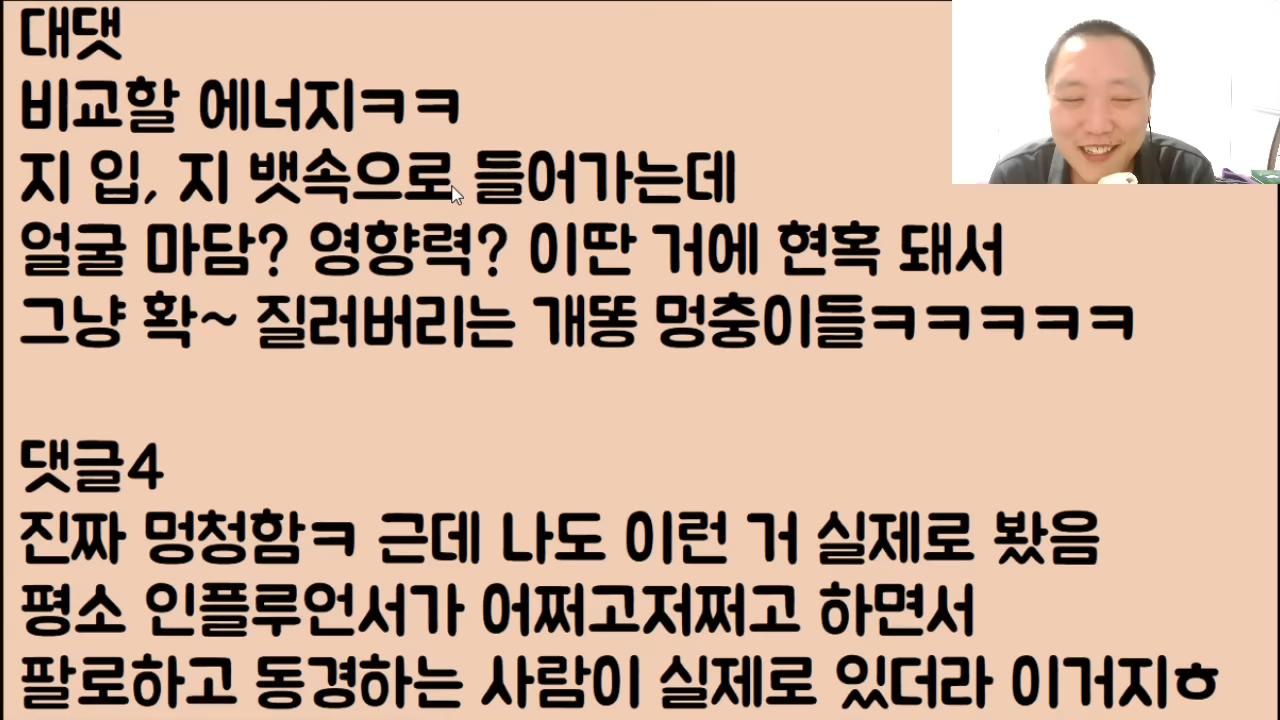 대댓
비교할 에너지ㅋㅋ
지 입, 지 뱃속으로 들어가는데
얼굴 마담? 영향력? 이딴 거에 현혹 돼서
그냥 확~ 질러버리는 개똥 멍충이들ㅋㅋㅋㅋㅋ
댓글4
진짜 멍청함ㅋ 근데 나도 이런 거 실제로 봤음
평소 인플루언서가 어쩌고저쩌고 하면서
팔로하고 동경하는 사람이 실제로 있더라 이거지ㅎ